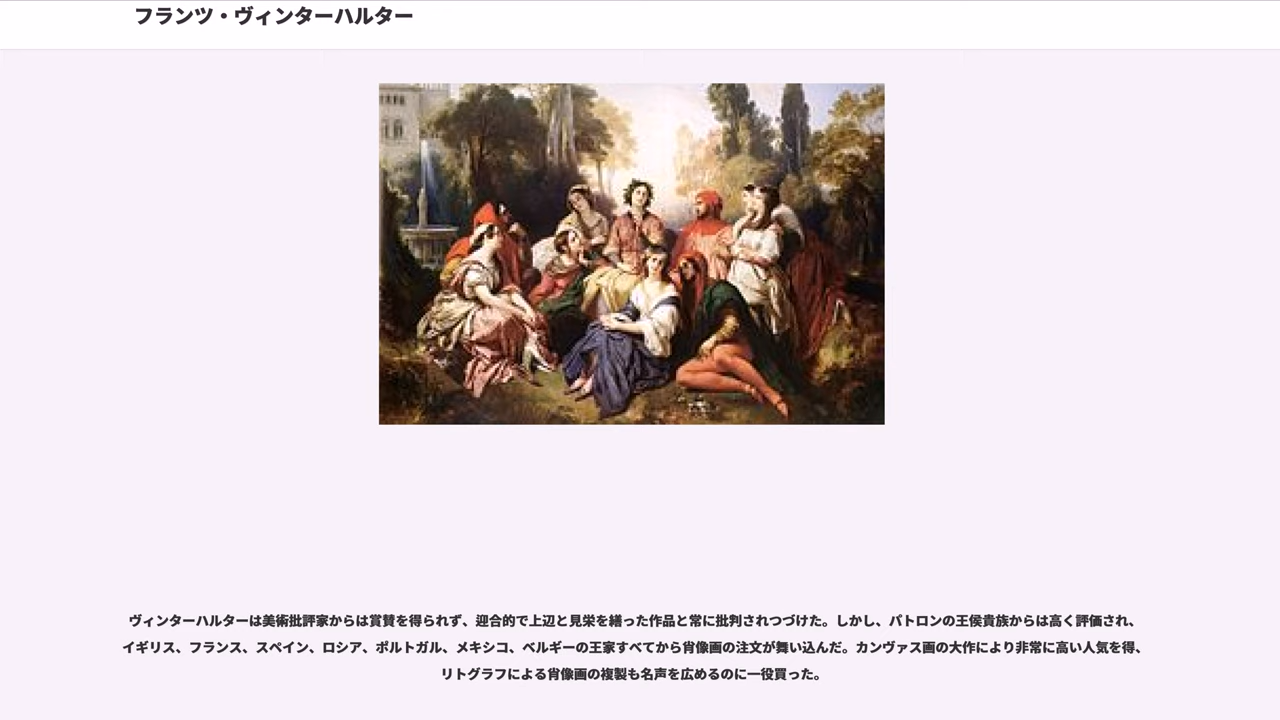 フランツ・ヴィンターハルター
ヴィンターハルターは美術批評家からは賞賛を得られず、迎合的で上辺と見栄を繕った作品と常に批判されつづけた。しかし、パトロンの王侯貴族からは高く評価され、
イギリス、フランス、スペイン、ロシア、ポルトガル、メキシコ、ベルギーの王家すべてから肖像画の注文が舞い込んだ。カンヴァス画の大作により非常に高い人気を得、
リトグラフによる肖像画の複製も名声を広めるのに一役買った。